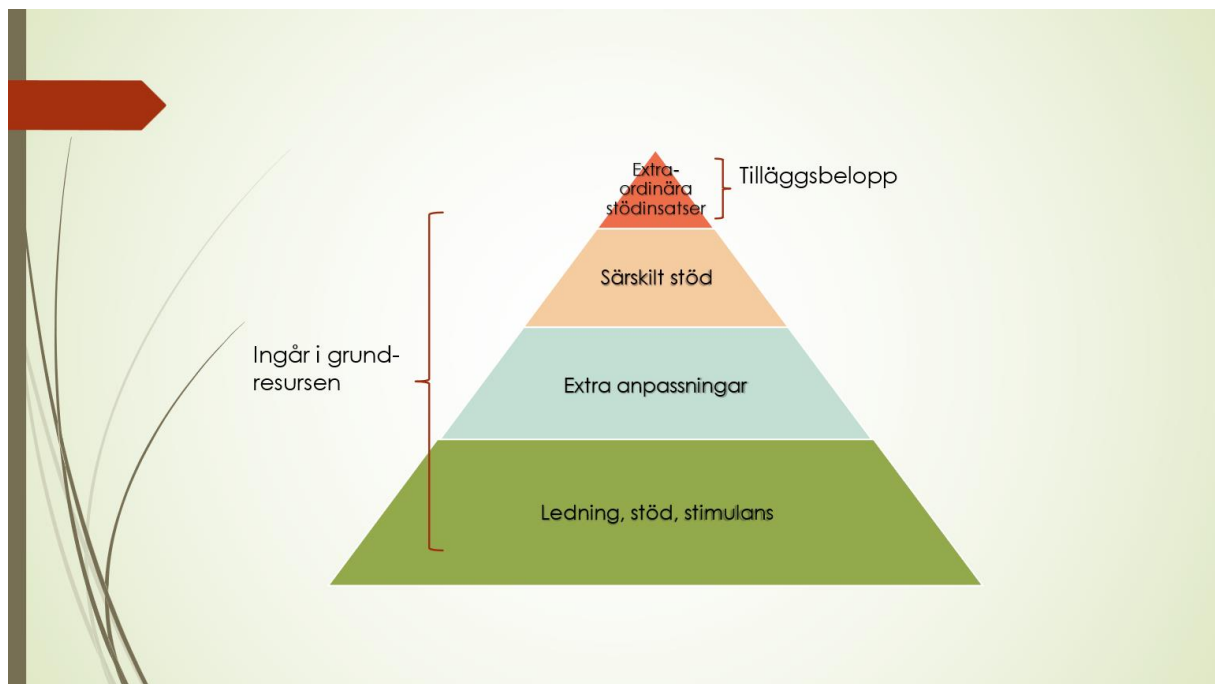 Extra-
ordinära
stödinsatser
Tilläggsbelopp
Särskilt stöd
Ingår i grund-
resursen
Extra anpassningar
Ledning, stöd, stimulans